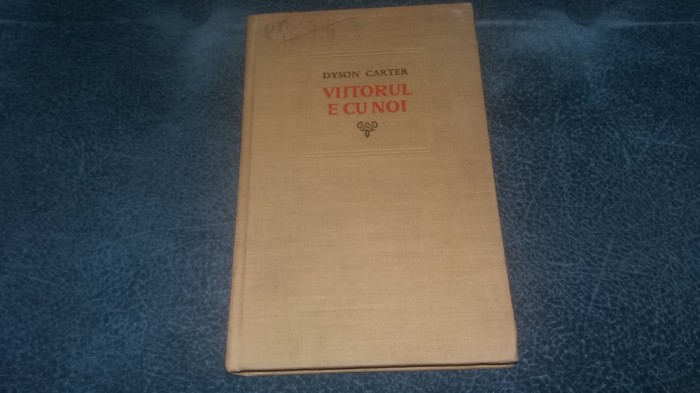 DYSON CARTER
VIITORUL
E CU NOI